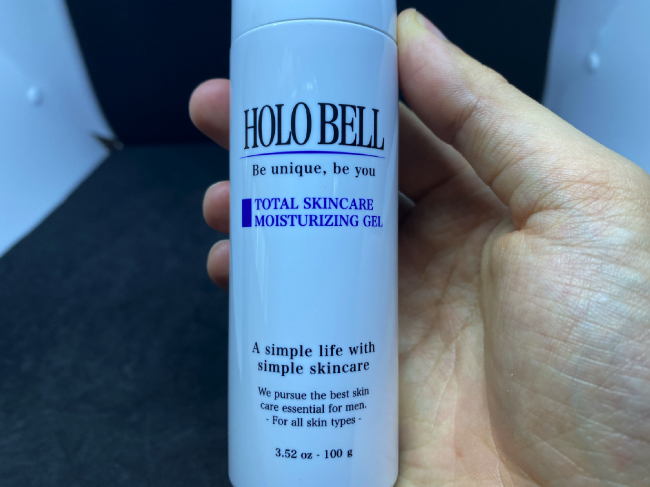 HOLO BELL
Be unique, be you
TOTAL SKINCARE
MOISTURIZING GEL
A simple life with
simple skincare
We pursue the best skin
care essential for men.
- For all skin types -
3.52 oz - 100 g